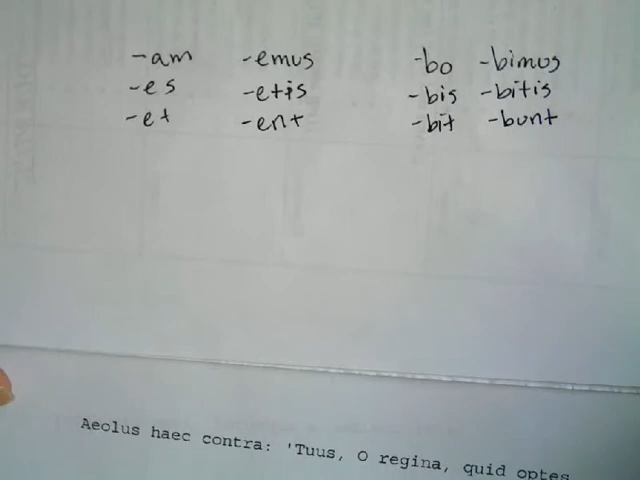 -am -emus -bo -bimus
-es -etis -bis -bitis
-et -ent -bit -bunt
Aeolus haec contra: 'Tuus, O regina, quid optes